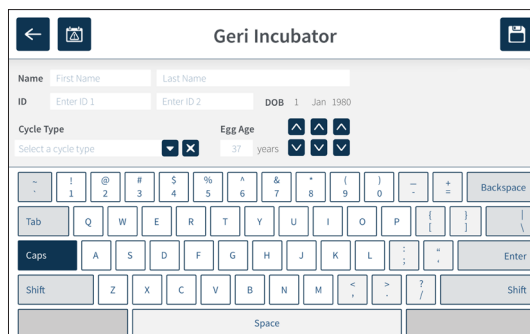 Geri Incubator
Name First Name Last Name
ID Enter ID 1 Enter ID 2 DOB 1 Jan 1980
Cycle Type Egg Age
Select a cycle type 37 years
~ ! @ # $ % ^ & * ( ) _ + Backspace
. 1 2 3 4 5 6 7 8 9 0 - =
Tab Q W E R T Y U I O P { [ } ] | \
Caps A S D F G H J K L : ; “ ‘ Enter
Shift Z X C V B N M < , > . ? / Shift
Space